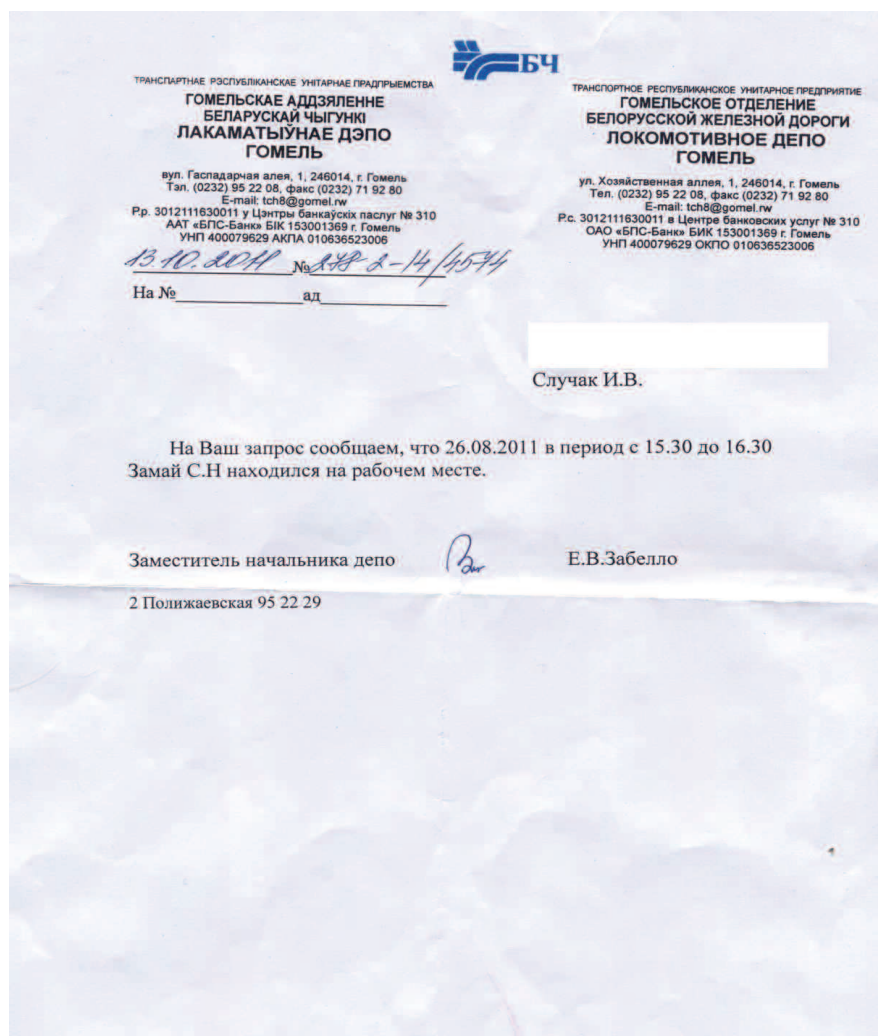 БЧ
ТРАНСПАРТНАЕ РЭСПУБЛІКАНСКАЕ УНІТАРНАЕ ПРАДПРЫЕМСТВА
ГОМЕЛЬСКАЕ АДДЗЯЛЕННЕ
БЕЛАРУСКАЙ ЧЫГУНКІ
ЛАКАМАТЫЎНАЕ ДЭПО
ГОМЕЛЬ
вул. Гаспадарчая алея, 1, 246014, г. Гомель
Тэл. (0232) 95 22 08, факс (0232) 71 92 80
E-mail: tch8@gomel.rw
Р.р. 3012111630011 у Цэнтры банкаўскіх паслуг № 310
ААТ «БПС-Банк» БІК 153001369 г. Гомель
УНП 400079629 АКПА 010636523006
13.10.2011 № 278 2-14/4574
На № ад
ТРАНСПОРТНОЕ РЕСПУБЛИКАНСКОЕ УНИТАРНОЕ ПРЕДПРИЯТИЕ
ГОМЕЛЬСКОЕ ОТДЕЛЕНИЕ
БЕЛОРУССКОЙ ЖЕЛЕЗНОЙ ДОРОГИ
ЛОКОМОТИВНОЕ ДЕПО
ГОМЕЛЬ
ул. Хозяйственная аллея, 1, 246014, г. Гомель
Тел. (0232) 95 22 08, факс (0232) 71 92 80
E-mail: tch8@gomel.rw
Р.с. 3012111630011 в Центре банковских услуг № 310
ОАО «БПС-Банк» БИК 153001369 г. Гомель
УНП 400079629 ОКПО 010636523006
Случак И.В.
На Ваш запрос сообщаем, что 26.08.2011 в период с 15.30 до 16.30
Замай С.Н находился на рабочем месте.
Заместитель начальника депо Е.В.Забелло
2 Полижаевская 95 22 29